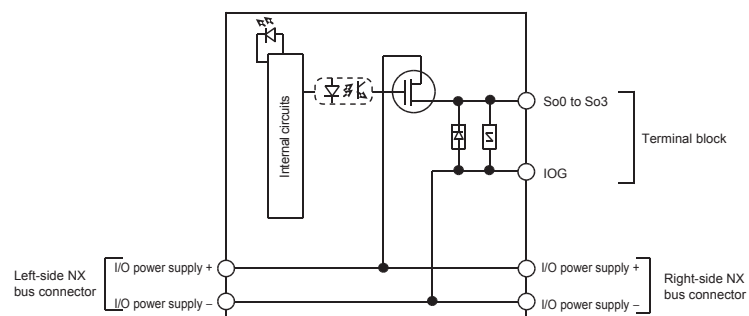 Internal circuits
So0 to So3
Terminal block
IOG
Left-side NX
bus connector
I/O power supply +
I/O power supply –
I/O power supply +
I/O power supply –
Right-side NX
bus connector